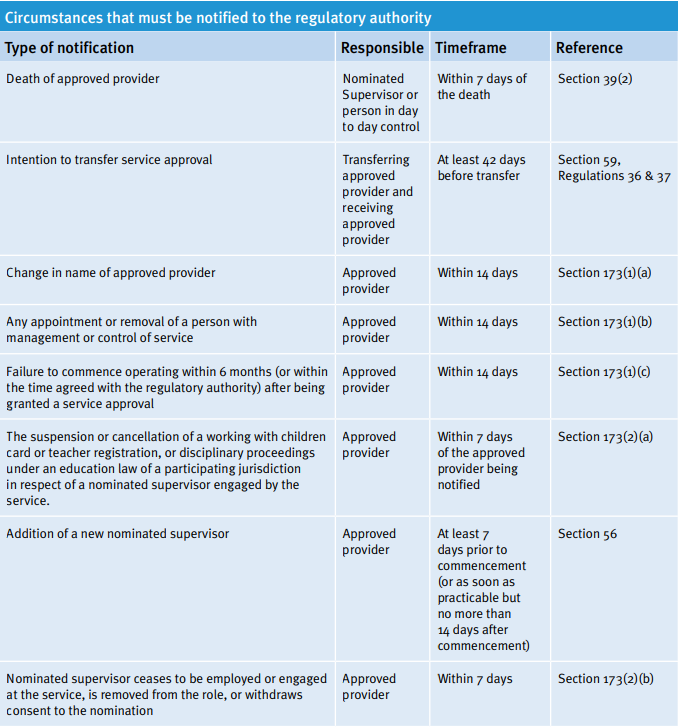 Circumstances that must be notified to the regulatory authority
Type of notification Responsible Timeframe Reference
Death of approved provider
Nominated
Supervisor or
person in day
to day control
Within 7 days of
the death
Section 39(2)
Intention to transfer service approval
Transferring
approved
provider and
receiving
approved
provider
At least 42 days
before transfer
Section 59,
Regulations 36 & 37
Change in name of approved provider
Approved
provider
Within 14 days
Section 173(1)(a)
Any appointment or removal of a person with
management or control of service
Approved
provider
Within 14 days
Section 173(1)(b)
Failure to commence operating within 6 months (or within
the time agreed with the regulatory authority) after being
granted a service approval
Approved
provider
Within 14 days
Section 173(1)(c)
The suspension or cancellation of a working with children
card or teacher registration, or disciplinary proceedings
under an education law of a participating jurisdiction
in respect of a nominated supervisor engaged by the
service.
Approved
provider
Within 7 days
of the approved
provider being
notified
Section 173(2)(a)
Addition of a new nominated supervisor
Approved
provider
At least 7
days prior to
commencement
(or as soon as
practicable but
no more than
14 days after
commencement)
Section 56
Nominated supervisor ceases to be employed or engaged
at the service, is removed from the role, or withdraws
consent to the nomination
Approved
provider
Within 7 days
Section 173(2)(b)